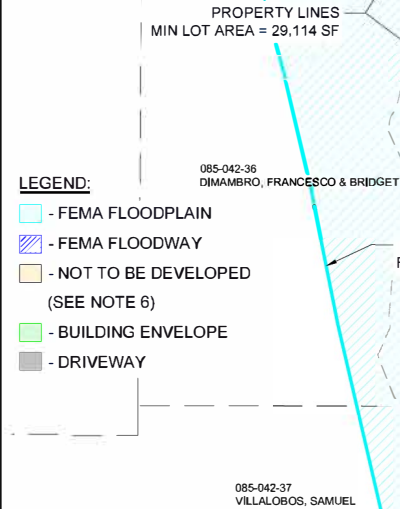 PROPERTY LINES
MIN LOT AREA = 29,114 SF
085-042-36
DIMAMBRO, FRANCESCO & BRIDGET
LEGEND:
- FEMA FLOODPLAIN
- FEMA FLOODWAY
- NOT TO BE DEVELOPED
(SEE NOTE 6)
- BUILDING ENVELOPE
- DRIVEWAY
085-042-37
VILLALOBOS, SAMUEL